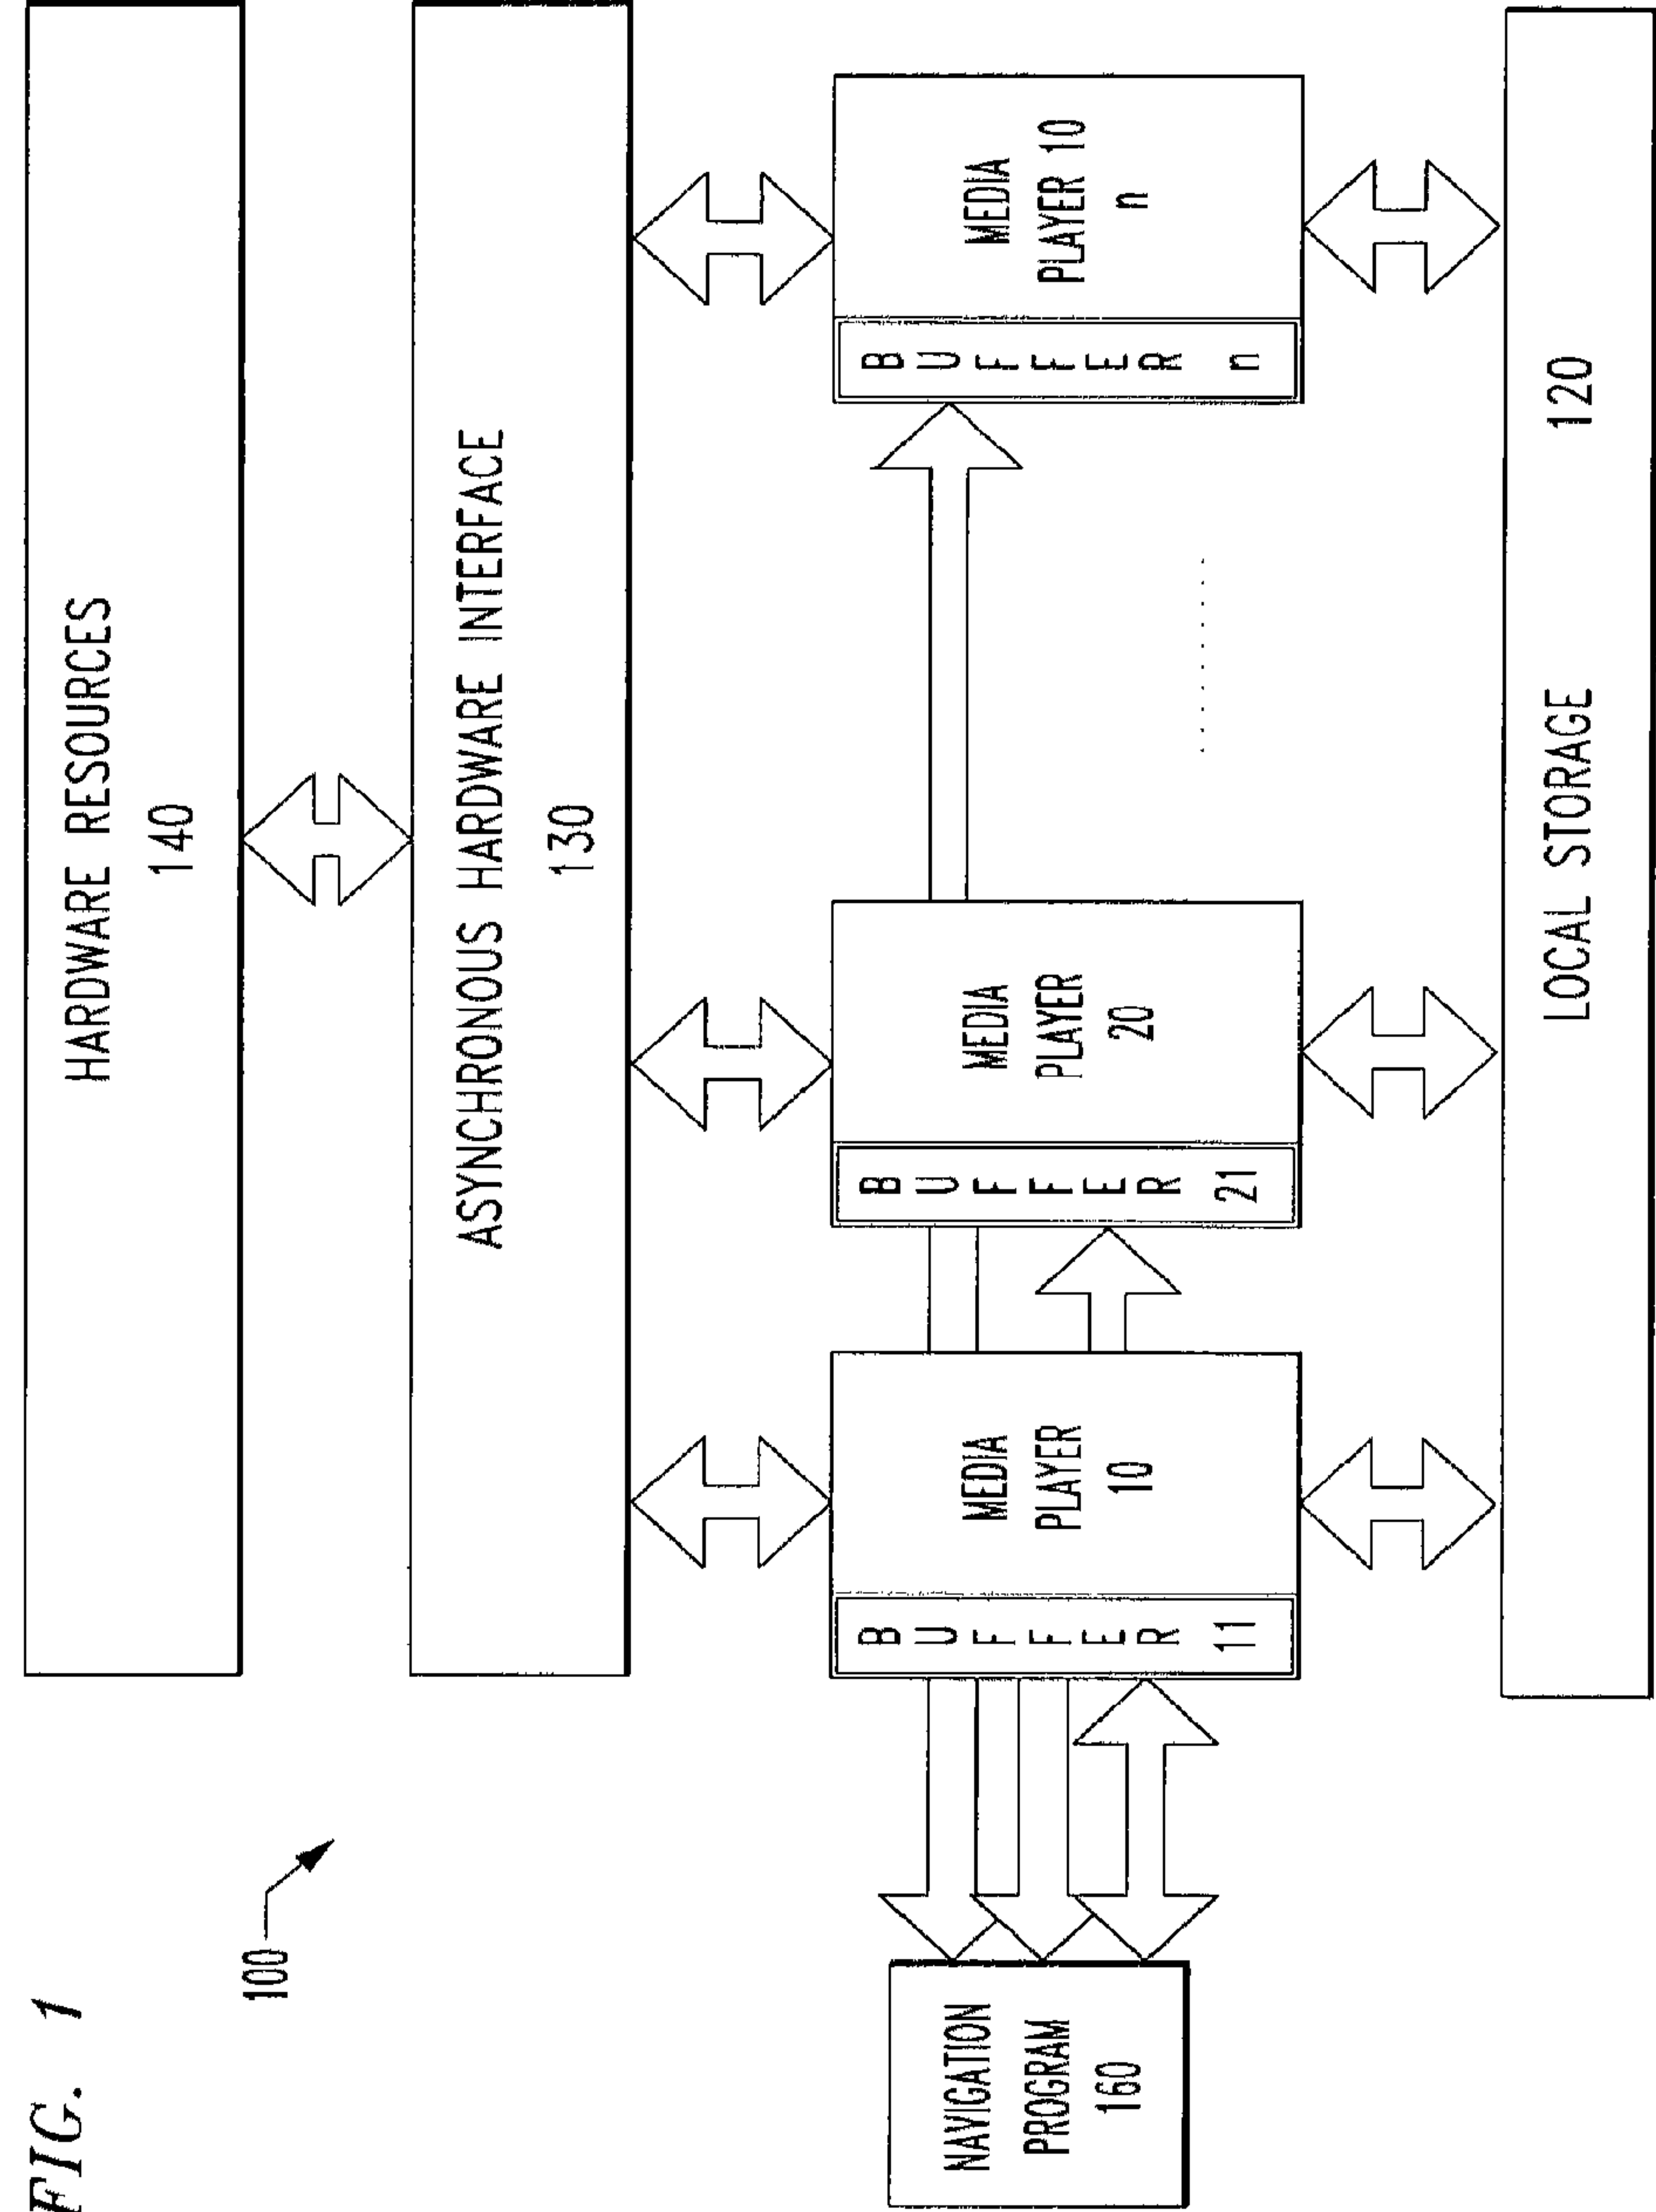 FIG. 1
100
HARDWARE RESOURCES
140
ASYNCHRONOUS HARDWARE INTERFACE
130
NAVIGATION
PROGRAM
160
BUFFER 11
MEDIA
PLAYER
10
BUFFER 21
MEDIA
PLAYER
20
BUFFER n
MEDIA
PLAYER 10
n
LOCAL STORAGE 120